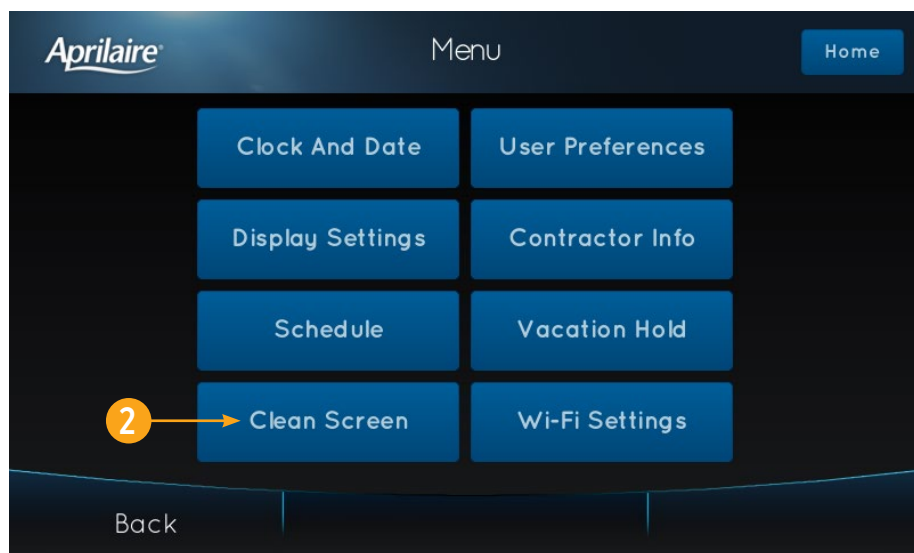 Aprilaire Menu Home
Clock And Date User Preferences
Display Settings Contractor Info
Schedule Vacation Hold
2 Clean Screen Wi-Fi Settings
Back